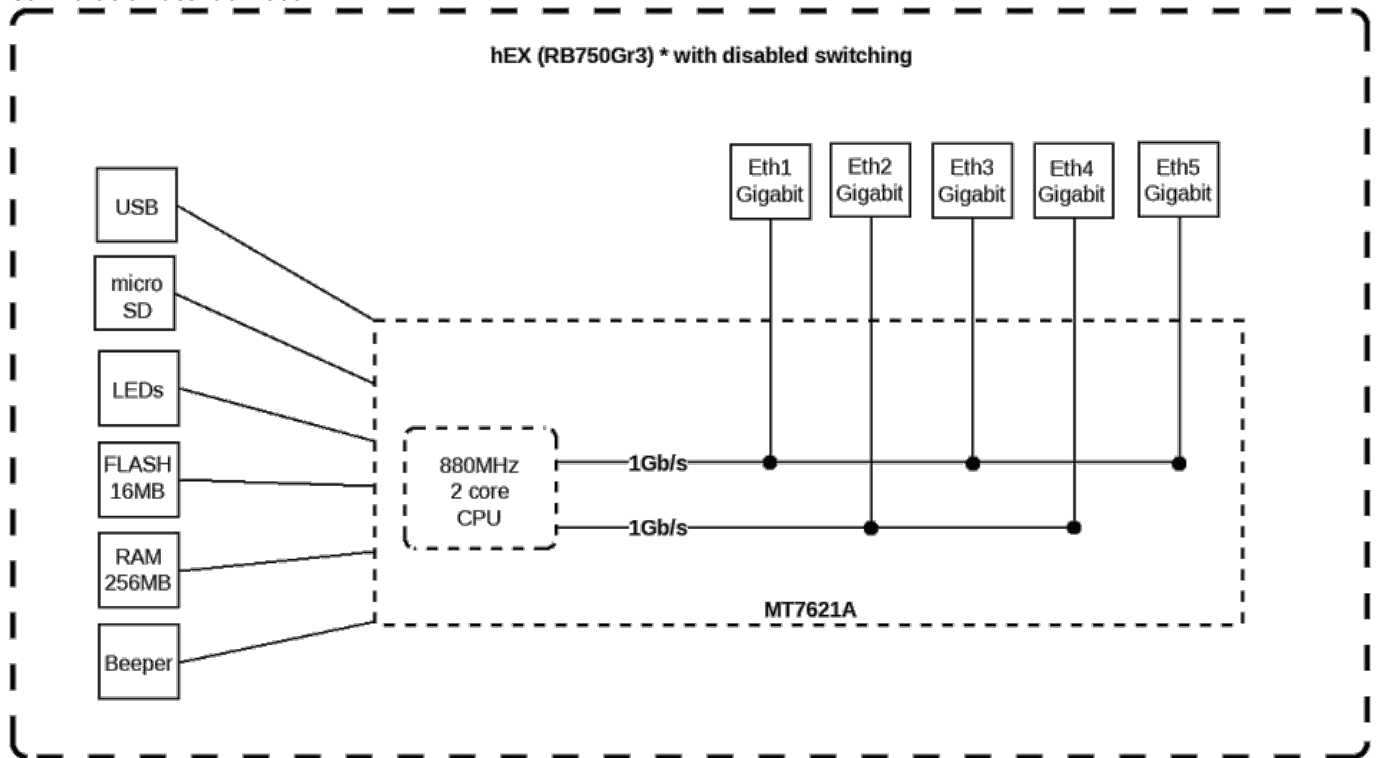 hEX (RB750Gr3) * with disabled switching
Eth1
Gigabit
Eth2
Gigabit
Eth3
Gigabit
Eth4
Gigabit
Eth5
Gigabit
USB
micro
SD
LEDs
FLASH
16MB
RAM
256MB
Beeper
880MHz
2 core
CPU
1Gb/s
1Gb/s
MT7621A